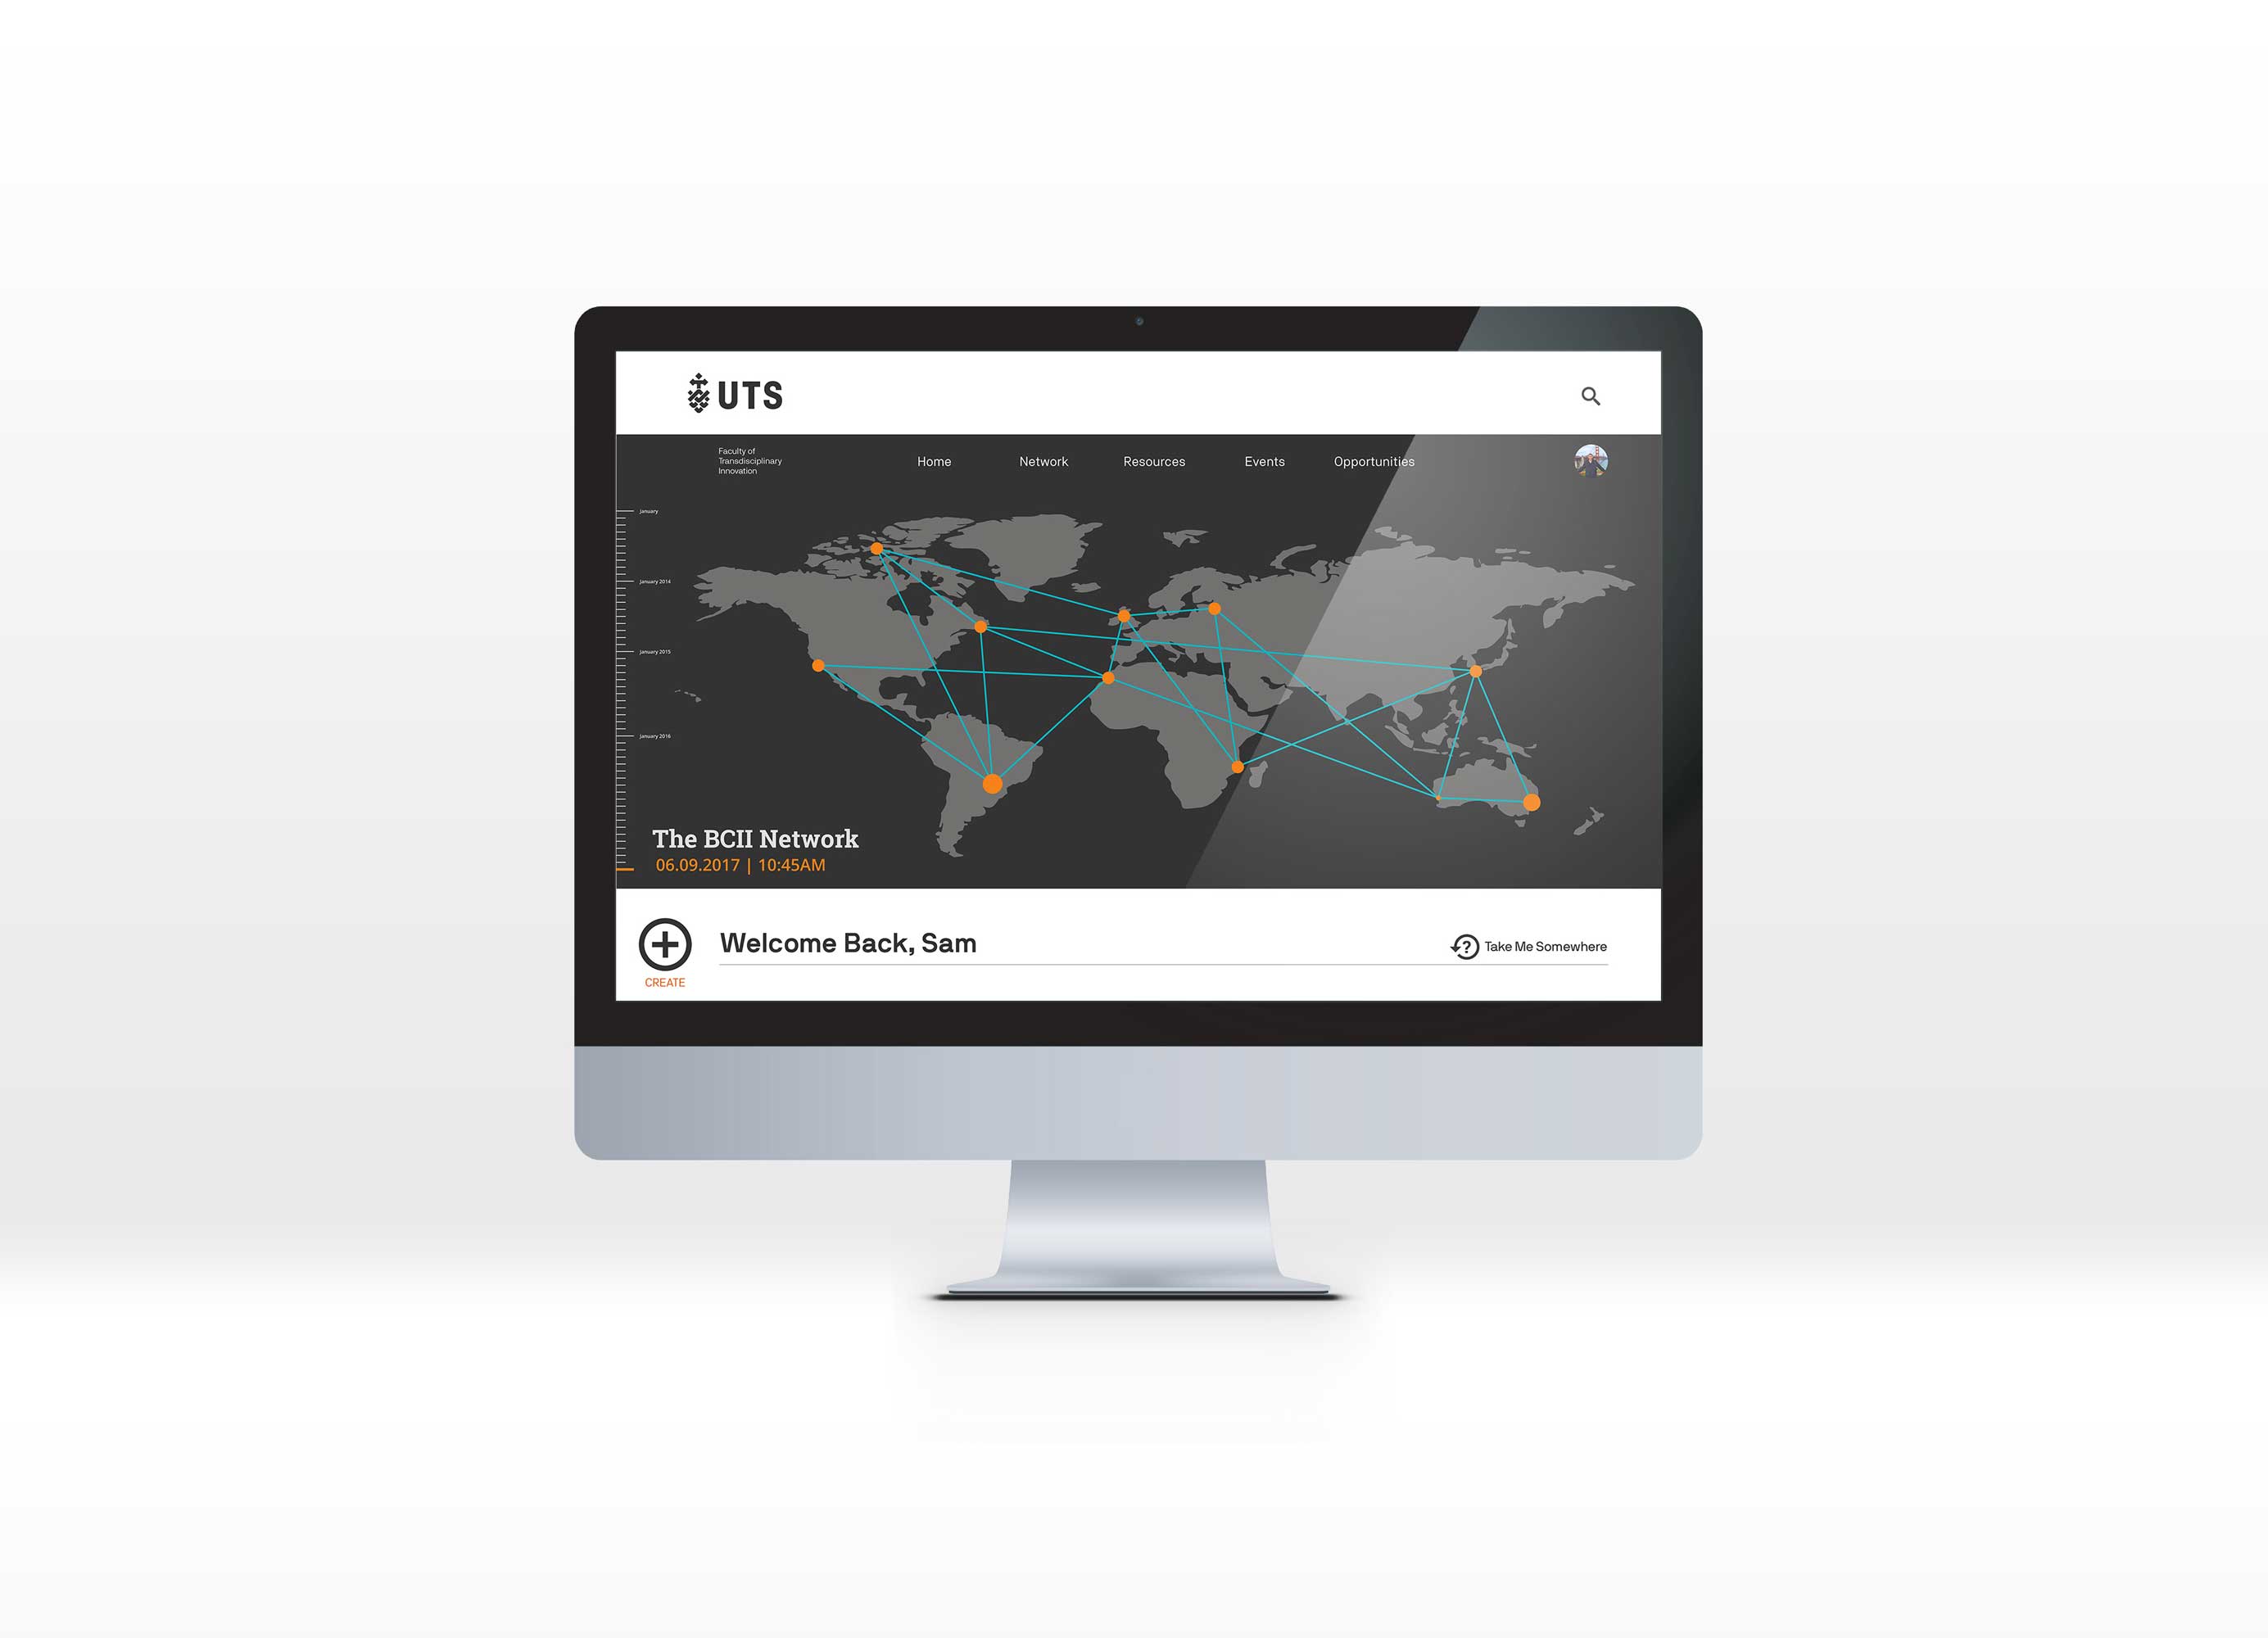 UTS
Faculty of
Transdisciplinary
Innovation
Home Network Resources Events Opportunities
January
January 2014
January 2015
January 2016
The BCII Network
06.09.2017 | 10:45AM
Welcome Back, Sam
Take Me Somewhere
CREATE